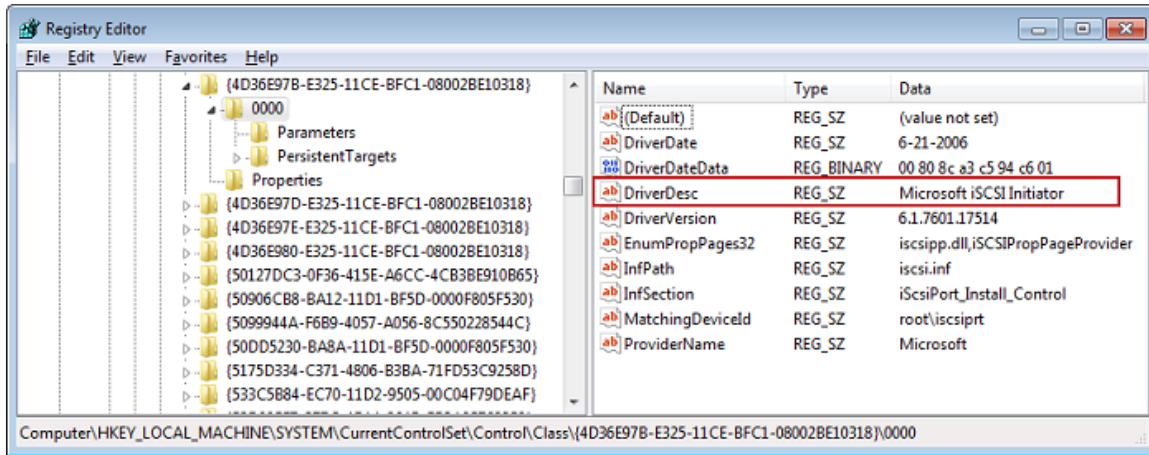 Registry Editor
File Edit View Favorites Help
{4D36E97B-E325-11CE-BFC1-08002BE10318}
0000
Parameters
PersistentTargets
Properties
{4D36E97D-E325-11CE-BFC1-08002BE10318}
{4D36E97E-E325-11CE-BFC1-08002BE10318}
{4D36E980-E325-11CE-BFC1-08002BE10318}
{50127DC3-0F36-415E-A6CC-4CB3BE910B65}
{50906CB8-BA12-11D1-BF5D-0000F805F530}
{5099944A-F6B9-4057-A056-8C550228544C}
{50DD5230-BA8A-11D1-BF5D-0000F805F530}
{5175D334-C371-4806-B3BA-71FD53C9258D}
{533C5B84-EC70-11D2-9505-00C04F79DEAF}
Name Type Data
(Default) REG_SZ (value not set)
DriverDate REG_SZ 6-21-2006
DriverDateData REG_BINARY 00 80 8c a3 c5 94 c6 01
DriverDesc REG_SZ Microsoft iSCSI Initiator
DriverVersion REG_SZ 6.1.7601.17514
EnumPropPages32 REG_SZ iscsipp.dll,iSCSIPropPageProvider
InfPath REG_SZ iscsi.inf
InfSection REG_SZ iScsiPort_Install_Control
MatchingDeviceId REG_SZ root\iscsiprt
ProviderName REG_SZ Microsoft
Computer\HKEY_LOCAL_MACHINE\SYSTEM\CurrentControlSet\Control\Class\{4D36E97B-E325-11CE-BFC1-08002BE10318}\0000